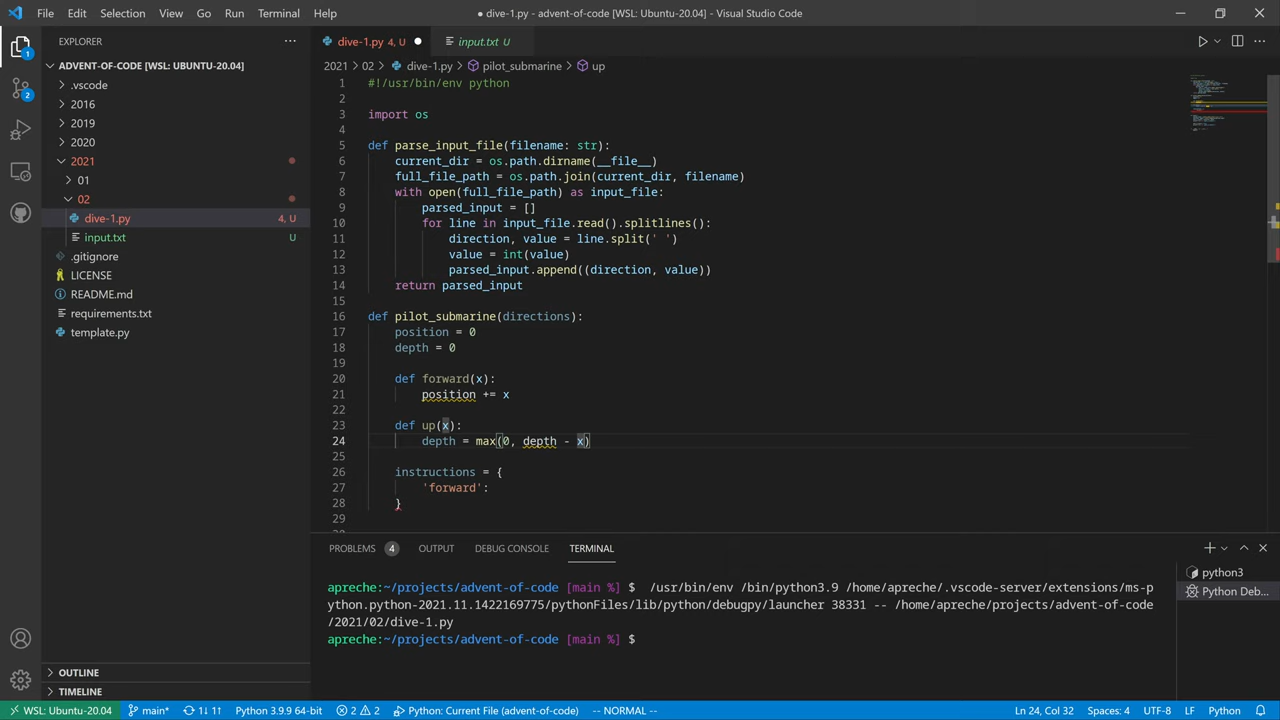 File Edit Selection View Go Run Terminal Help
● dive-1.py - advent-of-code [WSL: Ubuntu-20.04] - Visual Studio Code
EXPLORER
ADVENT-OF-CODE [WSL: UBUNTU-20.04]
.vscode
2016
2019
2020
2021
01
02
dive-1.py 4, U
input.txt U
.gitignore
LICENSE
README.md
requirements.txt
template.py
OUTLINE
TIMELINE
1
2
dive-1.py 4, U ●
input.txt U
2021 > 02 > dive-1.py > pilot_submarine > up
1 #!/usr/bin/env python
2
3 import os
4
5 def parse_input_file(filename: str):
6     current_dir = os.path.dirname(__file__)
7     full_file_path = os.path.join(current_dir, filename)
8     with open(full_file_path) as input_file:
9         parsed_input = []
10         for line in input_file.read().splitlines():
11             direction, value = line.split(' ')
12             value = int(value)
13             parsed_input.append((direction, value))
14     return parsed_input
15
16 def pilot_submarine(directions):
17     position = 0
18     depth = 0
19
20     def forward(x):
21         position += x
22
23     def up(x):
24         depth = max(0, depth - x)
25
26     instructions = {
27         'forward':
28     }
29
PROBLEMS 4 OUTPUT DEBUG CONSOLE TERMINAL
apreche:~/projects/advent-of-code [main %] $  /usr/bin/env /bin/python3.9 /home/apreche/.vscode-server/extensions/ms-p
ython.python-2021.11.1422169775/pythonFiles/lib/python/debugpy/launcher 38331 -- /home/apreche/projects/advent-of-code
/2021/02/dive-1.py
apreche:~/projects/advent-of-code [main %] $
python3
Python Deb...
WSL: Ubuntu-20.04 main* 1↓ 1↑ Python 3.9.9 64-bit 2 2 Python: Current File (advent-of-code) -- NORMAL -- Ln 24, Col 32 Spaces: 4 UTF-8 LF Python